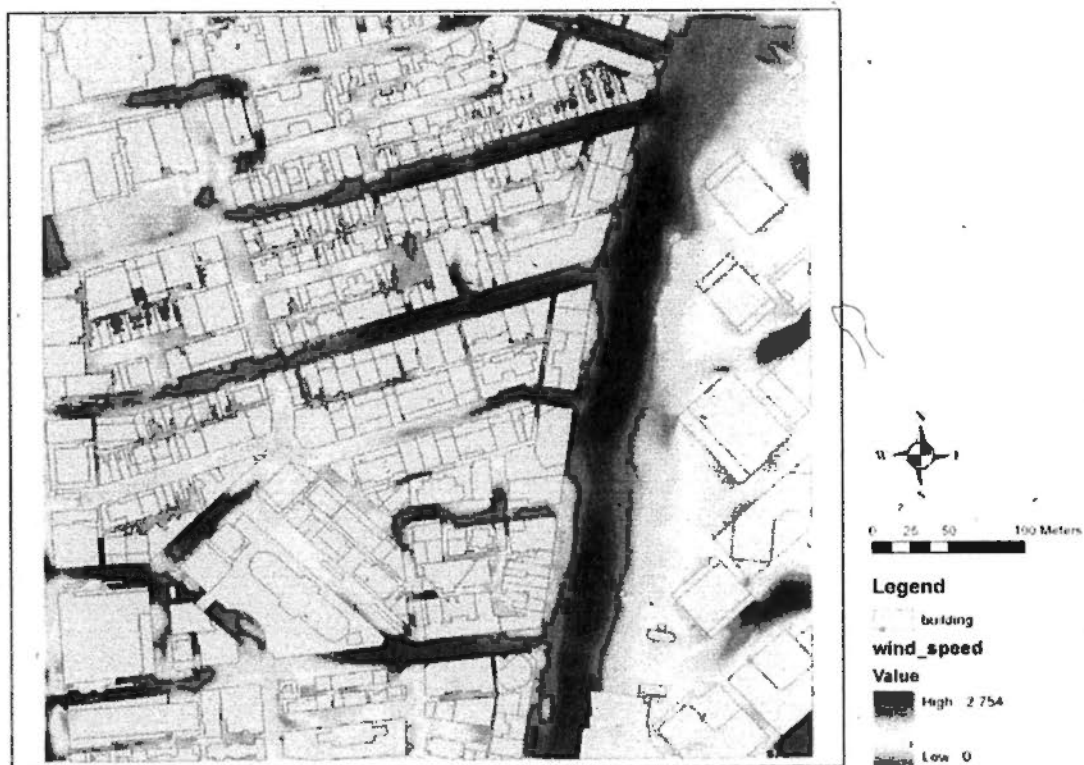 W
0 25 50 100 Meters
Legend
building
wind_speed
Value
High 2.754
Low 0